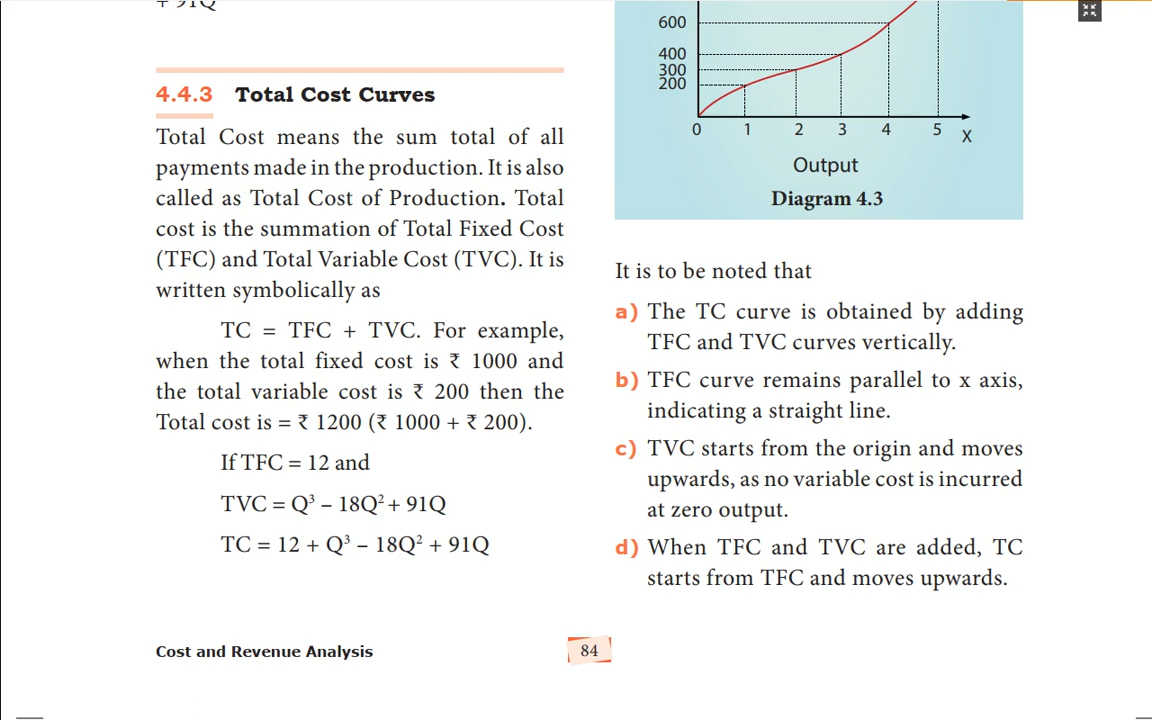 + 91Q
4.4.3 Total Cost Curves
Total Cost means the sum total of all
payments made in the production. It is also
called as Total Cost of Production. Total
cost is the summation of Total Fixed Cost
(TFC) and Total Variable Cost (TVC). It is
written symbolically as
TC = TFC + TVC. For example,
when the total fixed cost is ₹ 1000 and
the total variable cost is ₹ 200 then the
Total cost is = ₹ 1200 (₹ 1000 + ₹ 200).
If TFC = 12 and
TVC = Q³ – 18Q² + 91Q
TC = 12 + Q³ – 18Q² + 91Q
600
400
300
200
0 1 2 3 4 5 X
Output
Diagram 4.3
It is to be noted that
a) The TC curve is obtained by adding
TFC and TVC curves vertically.
b) TFC curve remains parallel to x axis,
indicating a straight line.
c) TVC starts from the origin and moves
upwards, as no variable cost is incurred
at zero output.
d) When TFC and TVC are added, TC
starts from TFC and moves upwards.
Cost and Revenue Analysis
84